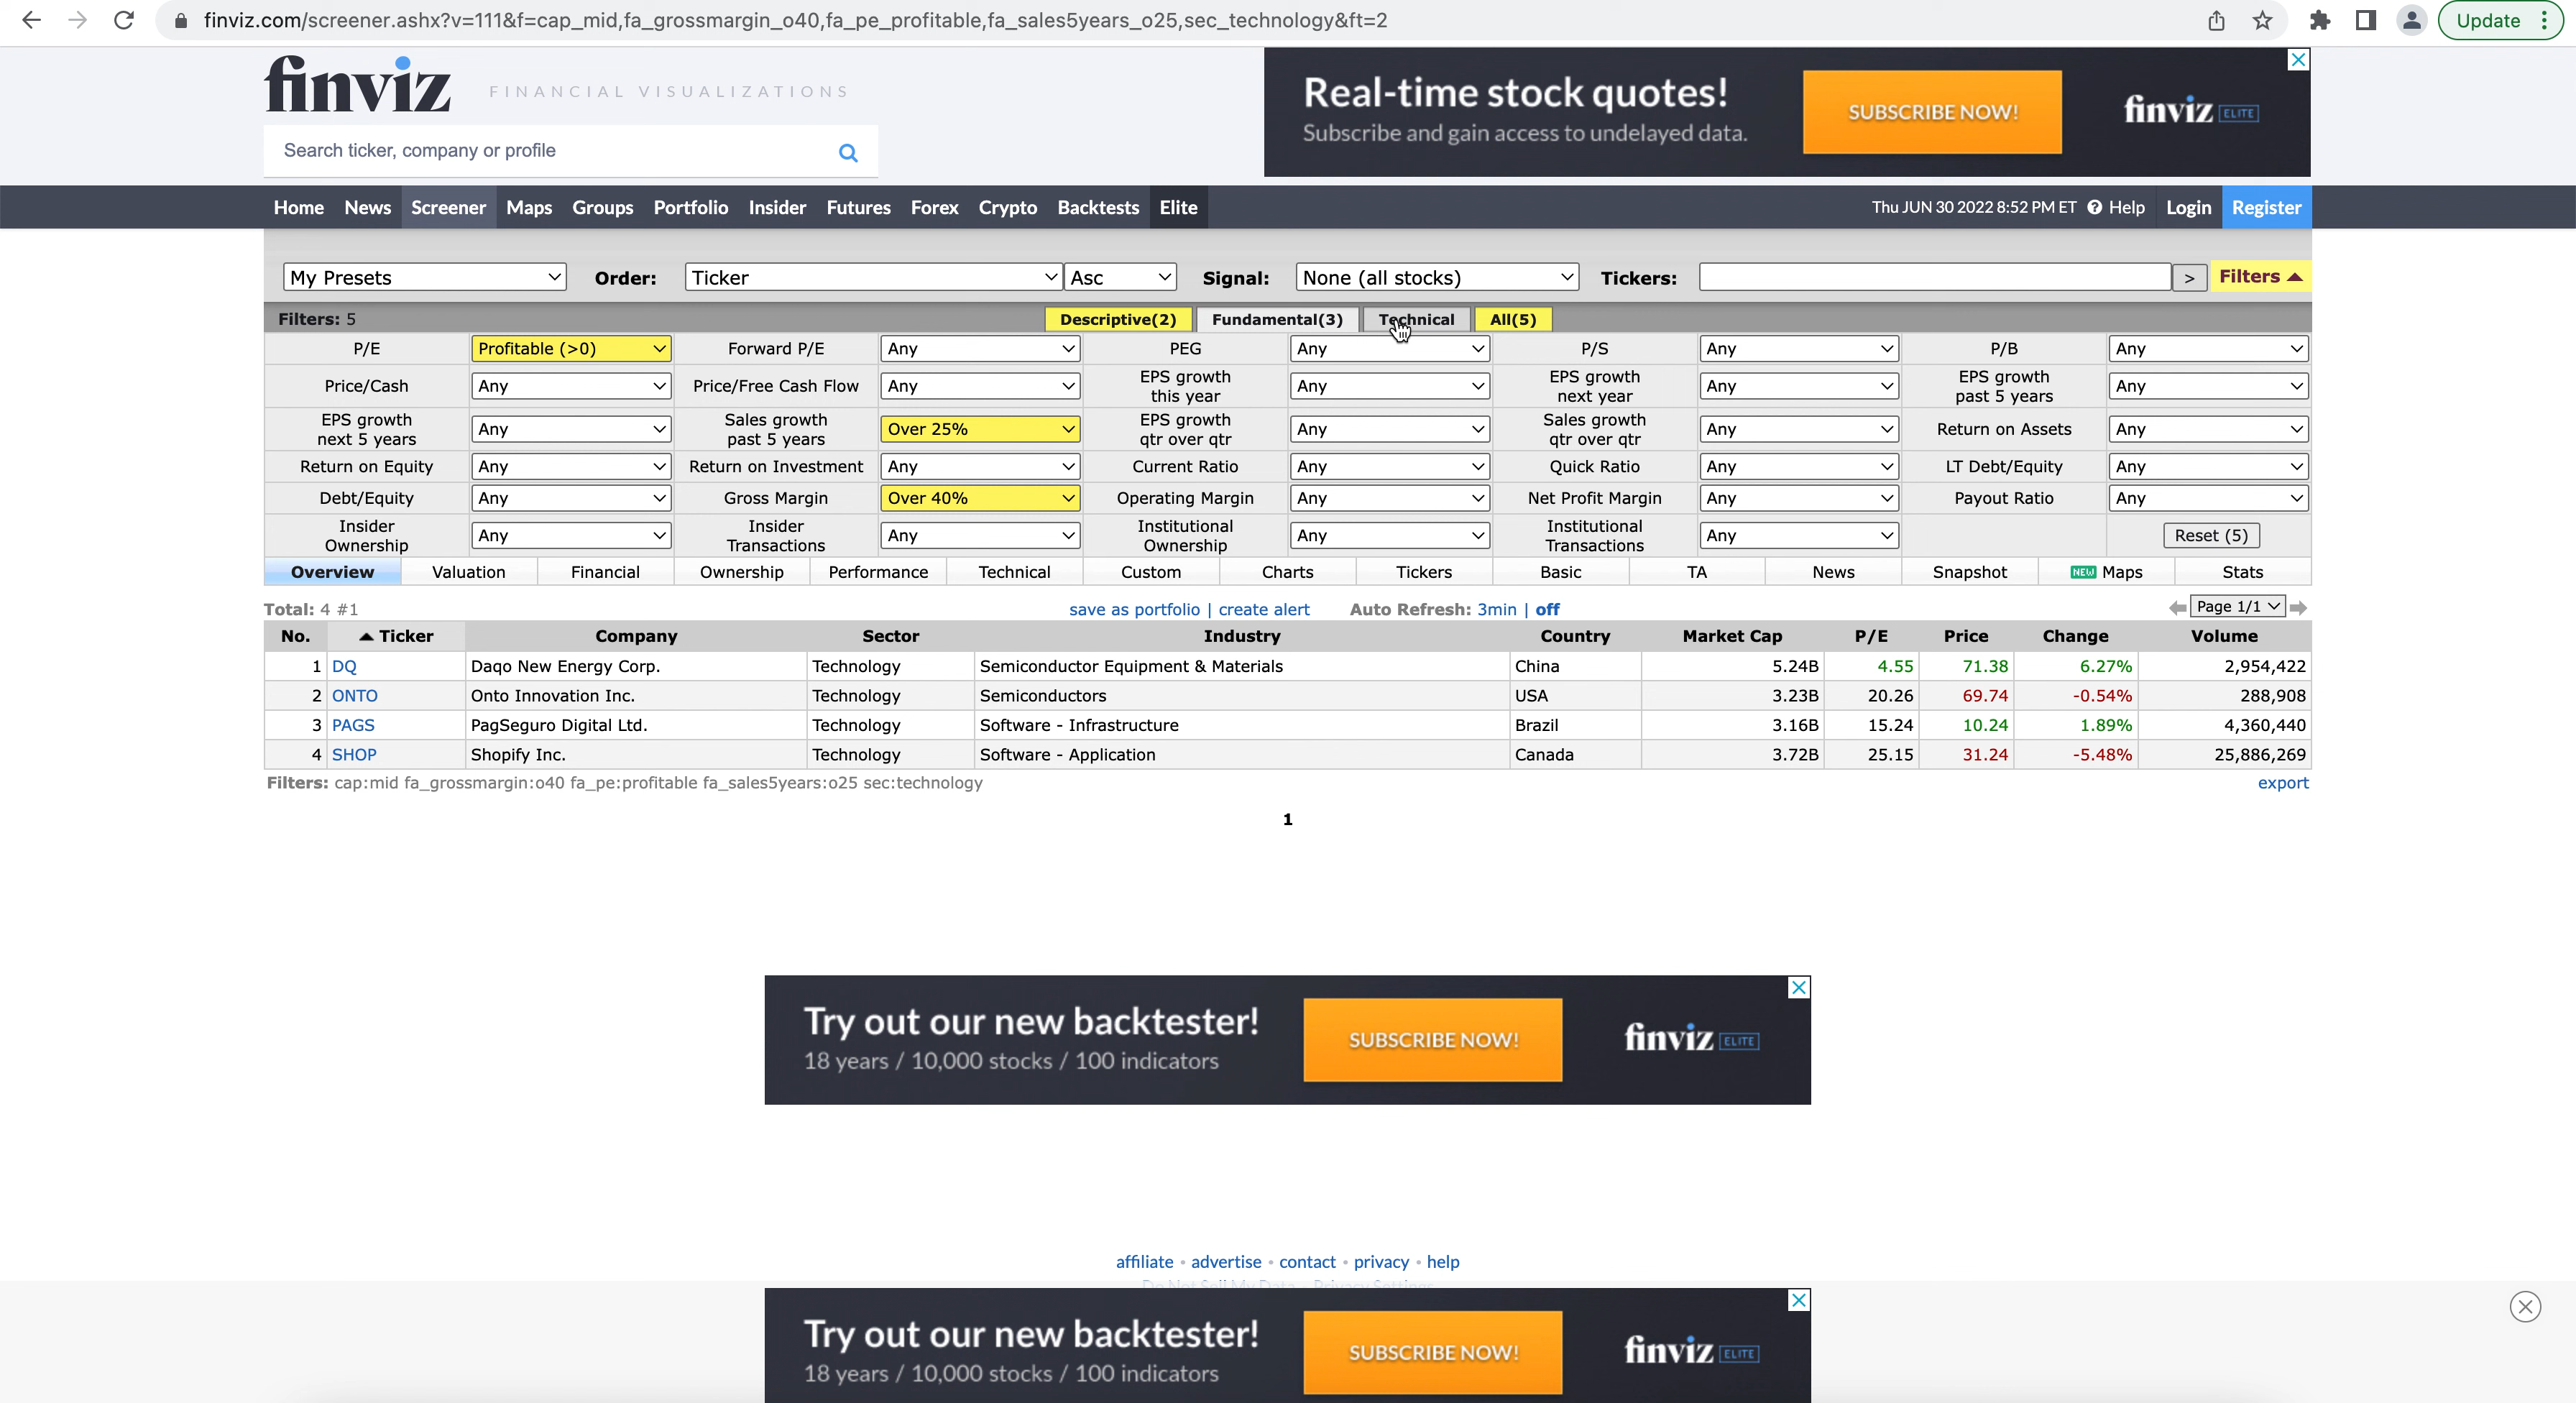 finviz.com/screener.ashx?v=111&f=cap_mid,fa_grossmargin_o40,fa_pe_profitable,fa_sales5years_o25,sec_technology&ft=2
Update
finviz FINANCIAL VISUALIZATIONS
Real-time stock quotes!
Subscribe and gain access to undelayed data.
SUBSCRIBE NOW!
finviz ELITE
Search ticker, company or profile
Home News Screener Maps Groups Portfolio Insider Futures Forex Crypto Backtests Elite Thu JUN 30 2022 8:52 PM ET Help Login Register
My Presets Order: Ticker Asc Signal: None (all stocks) Tickers: > Filters
Filters: 5 Descriptive(2) Fundamental(3) Technical All(5)
P/E Profitable (>0) Forward P/E Any PEG Any P/S Any P/B Any
Price/Cash Any Price/Free Cash Flow Any EPS growth this year Any EPS growth next year Any EPS growth past 5 years Any
EPS growth next 5 years Any Sales growth past 5 years Over 25% EPS growth qtr over qtr Any Sales growth qtr over qtr Any Return on Assets Any
Return on Equity Any Return on Investment Any Current Ratio Any Quick Ratio Any LT Debt/Equity Any
Debt/Equity Any Gross Margin Over 40% Operating Margin Any Net Profit Margin Any Payout Ratio Any
Insider Ownership Any Insider Transactions Any Institutional Ownership Any Institutional Transactions Any Reset (5)
Overview Valuation Financial Ownership Performance Technical Custom Charts Tickers Basic TA News Snapshot NEW Maps Stats
Total: 4 #1 save as portfolio | create alert Auto Refresh: 3min | off Page 1/1
No. Ticker Company Sector Industry Country Market Cap P/E Price Change Volume
1 DQ Daqo New Energy Corp. Technology Semiconductor Equipment & Materials China 5.24B 4.55 71.38 6.27% 2,954,422
2 ONTO Onto Innovation Inc. Technology Semiconductors USA 3.23B 20.26 69.74 -0.54% 288,908
3 PAGS PagSeguro Digital Ltd. Technology Software - Infrastructure Brazil 3.16B 15.24 10.24 1.89% 4,360,440
4 SHOP Shopify Inc. Technology Software - Application Canada 3.72B 25.15 31.24 -5.48% 25,886,269
Filters: cap:mid fa_grossmargin:o40 fa_pe:profitable fa_sales5years:o25 sec:technology export
1
Try out our new backtester!
18 years / 10,000 stocks / 100 indicators
SUBSCRIBE NOW!
finviz ELITE
affiliate • advertise • contact • privacy • help
Do Not Sell My Data • Privacy Settings
Try out our new backtester!
18 years / 10,000 stocks / 100 indicators
SUBSCRIBE NOW!
finviz ELITE